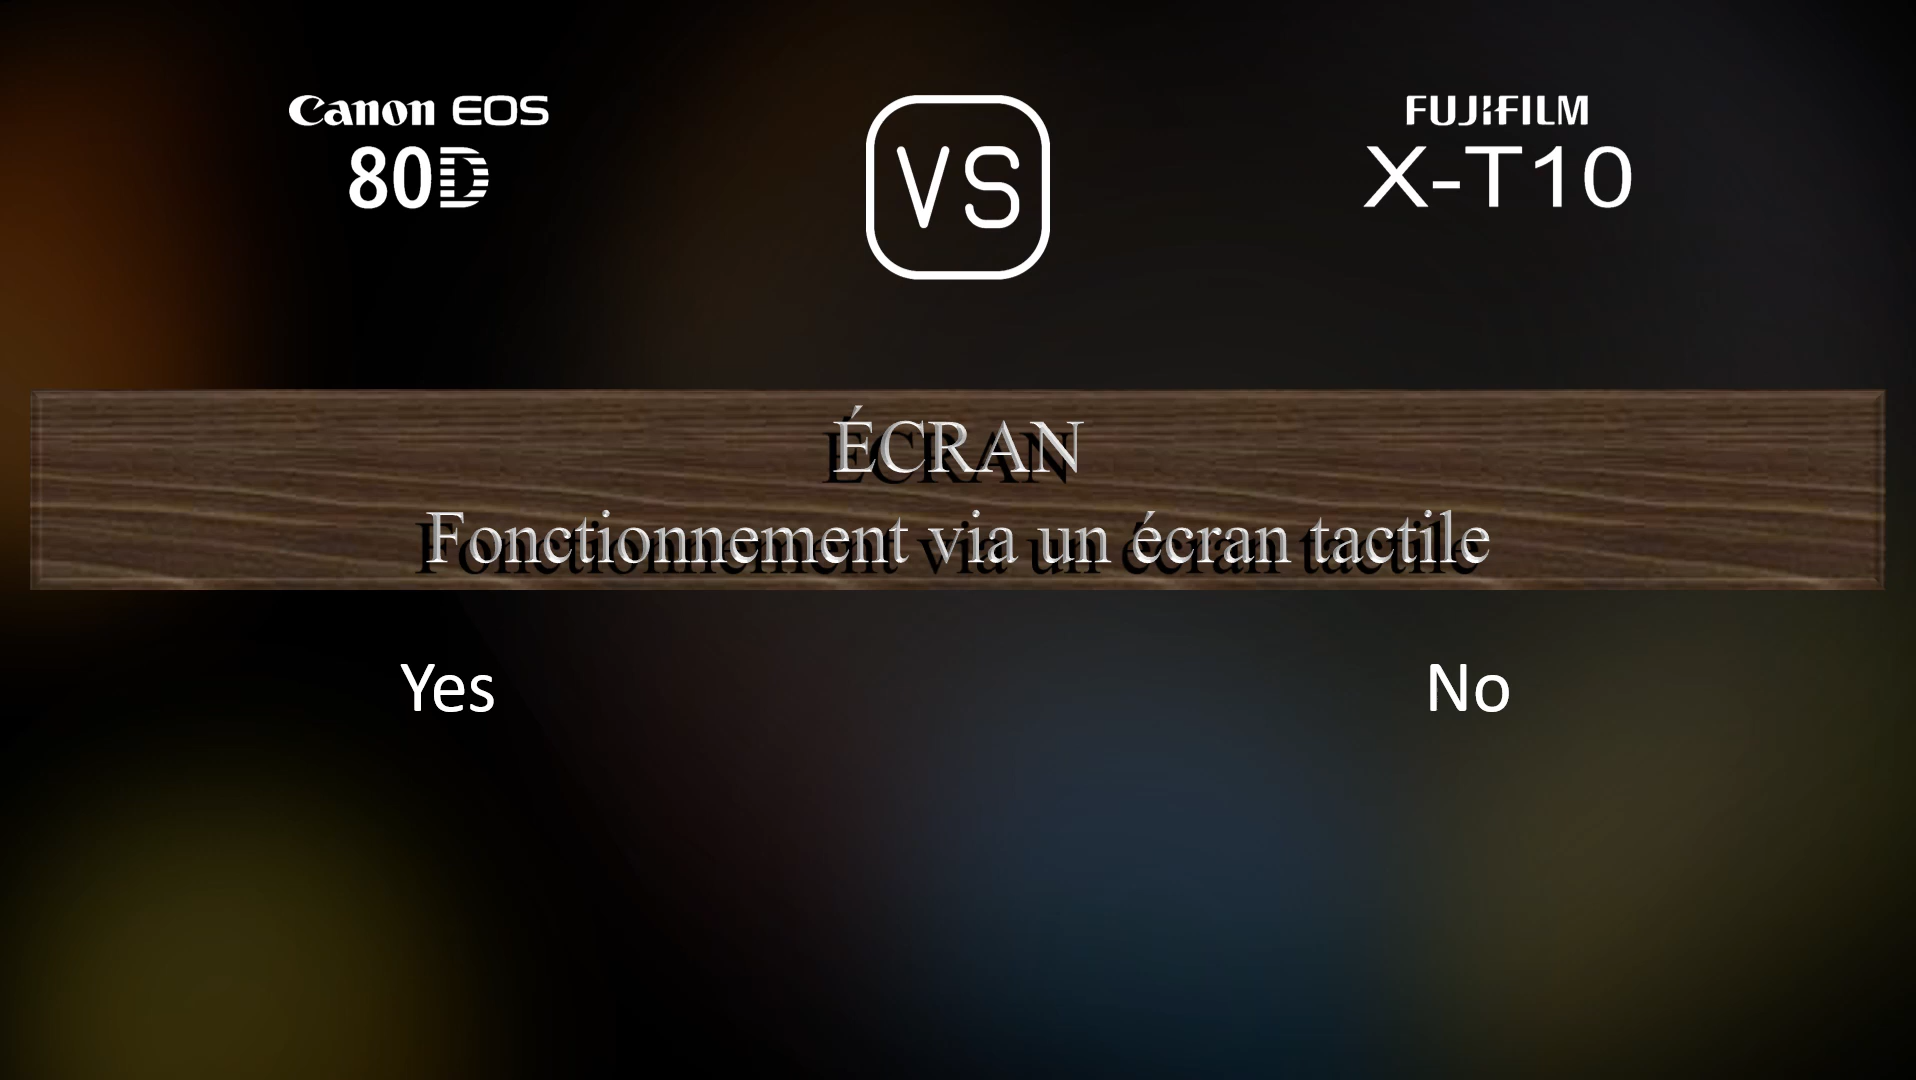 Canon EOS
80D
VS
FUJIFILM
X-T10
ÉCRAN
Fonctionnement via un écran tactile
Yes
No